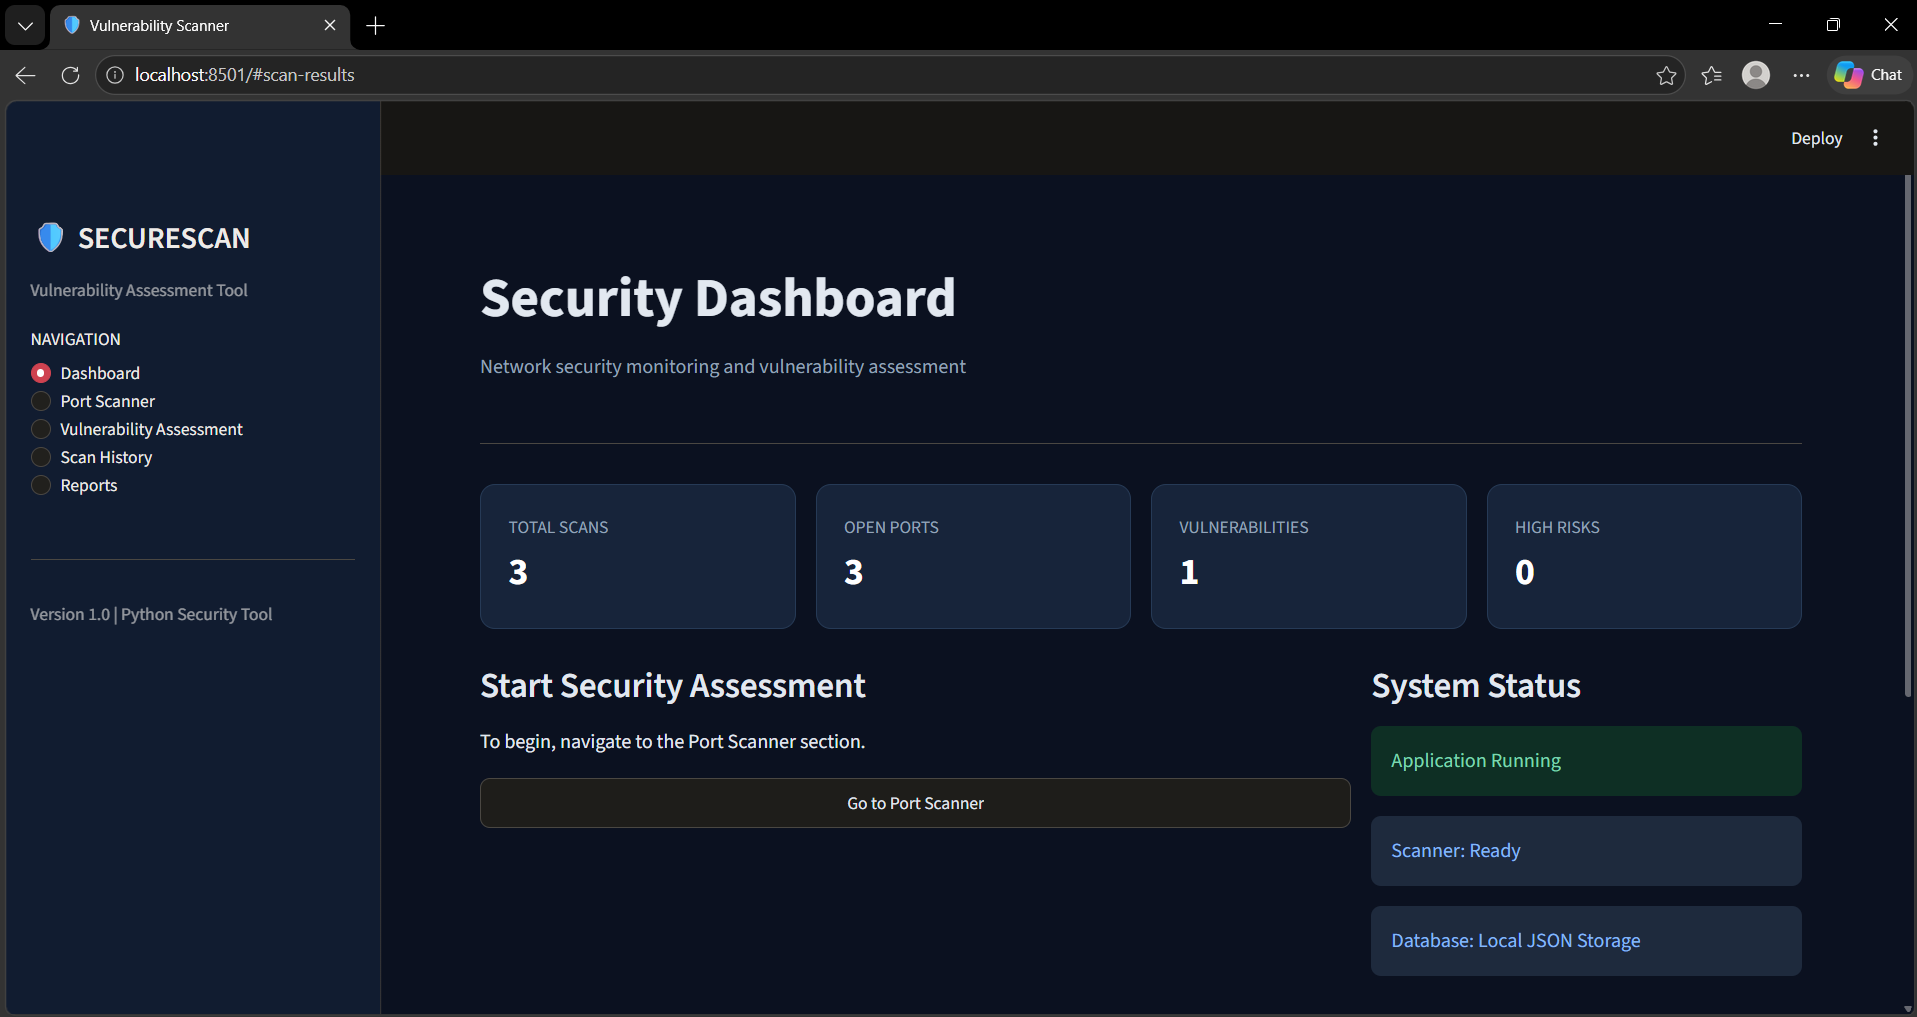 Vulnerability Scanner
localhost:8501/#scan-results
Chat
Deploy
SECURESCAN
Vulnerability Assessment Tool
NAVIGATION
Dashboard
Port Scanner
Vulnerability Assessment
Scan History
Reports
Version 1.0 | Python Security Tool
Security Dashboard
Network security monitoring and vulnerability assessment
TOTAL SCANS
3
OPEN PORTS
3
VULNERABILITIES
1
HIGH RISKS
0
Start Security Assessment
To begin, navigate to the Port Scanner section.
Go to Port Scanner
System Status
Application Running
Scanner: Ready
Database: Local JSON Storage